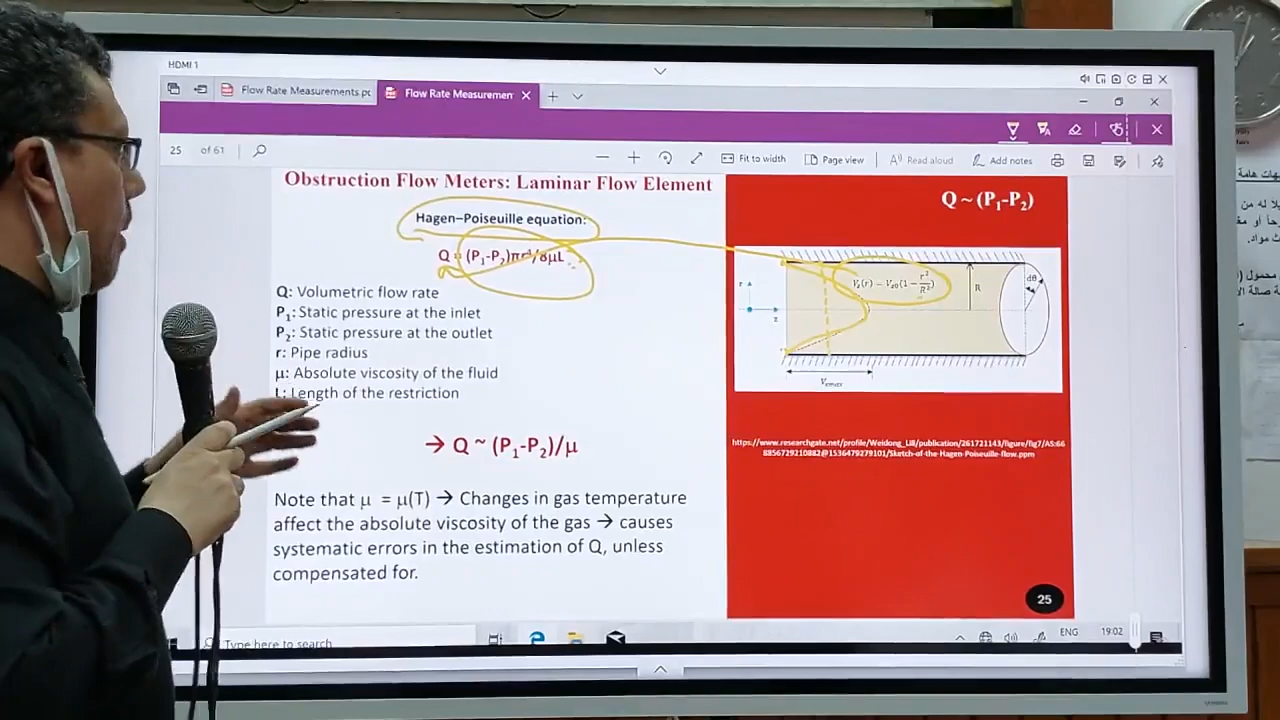 HDMI 1
Flow Rate Measurements.pc
Flow Rate Measuremen
25 of 61
Fit to width
Page view
Read aloud
Add notes
Obstruction Flow Meters: Laminar Flow Element
Hagen–Poiseuille equation:
Q = (P₁-P₂)πr⁴/8μL
Q: Volumetric flow rate
P₁: Static pressure at the inlet
P₂: Static pressure at the outlet
r: Pipe radius
μ: Absolute viscosity of the fluid
L: Length of the restriction
→ Q ~ (P₁-P₂)/μ
Note that μ = μ(T) → Changes in gas temperature
affect the absolute viscosity of the gas → causes
systematic errors in the estimation of Q, unless
compensated for.
Q ~ (P₁-P₂)
r
z
R
dθ
https://www.researchgate.net/profile/Weidong_Li8/publication/261721143/figure/fig7/AS:66
8856729210882@1536479279101/Sketch-of-the-Hagen-Poiseuille-flow.ppm
25
Type here to search
ENG
19:02